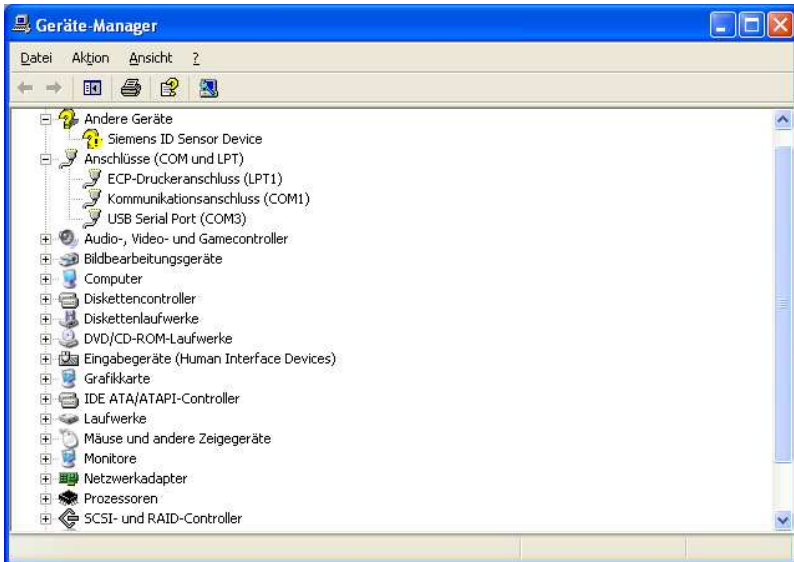 Geräte-Manager
Datei Aktion Ansicht ?
Andere Geräte
Siemens ID Sensor Device
Anschlüsse (COM und LPT)
ECP-Druckeranschluss (LPT1)
Kommunikationsanschluss (COM1)
USB Serial Port (COM3)
Audio-, Video- und Gamecontroller
Bildbearbeitungsgeräte
Computer
Diskettencontroller
Diskettenlaufwerke
DVD/CD-ROM-Laufwerke
Eingabegeräte (Human Interface Devices)
Grafikkarte
IDE ATA/ATAPI-Controller
Laufwerke
Mäuse und andere Zeigegeräte
Monitore
Netzwerkadapter
Prozessoren
SCSI- und RAID-Controller